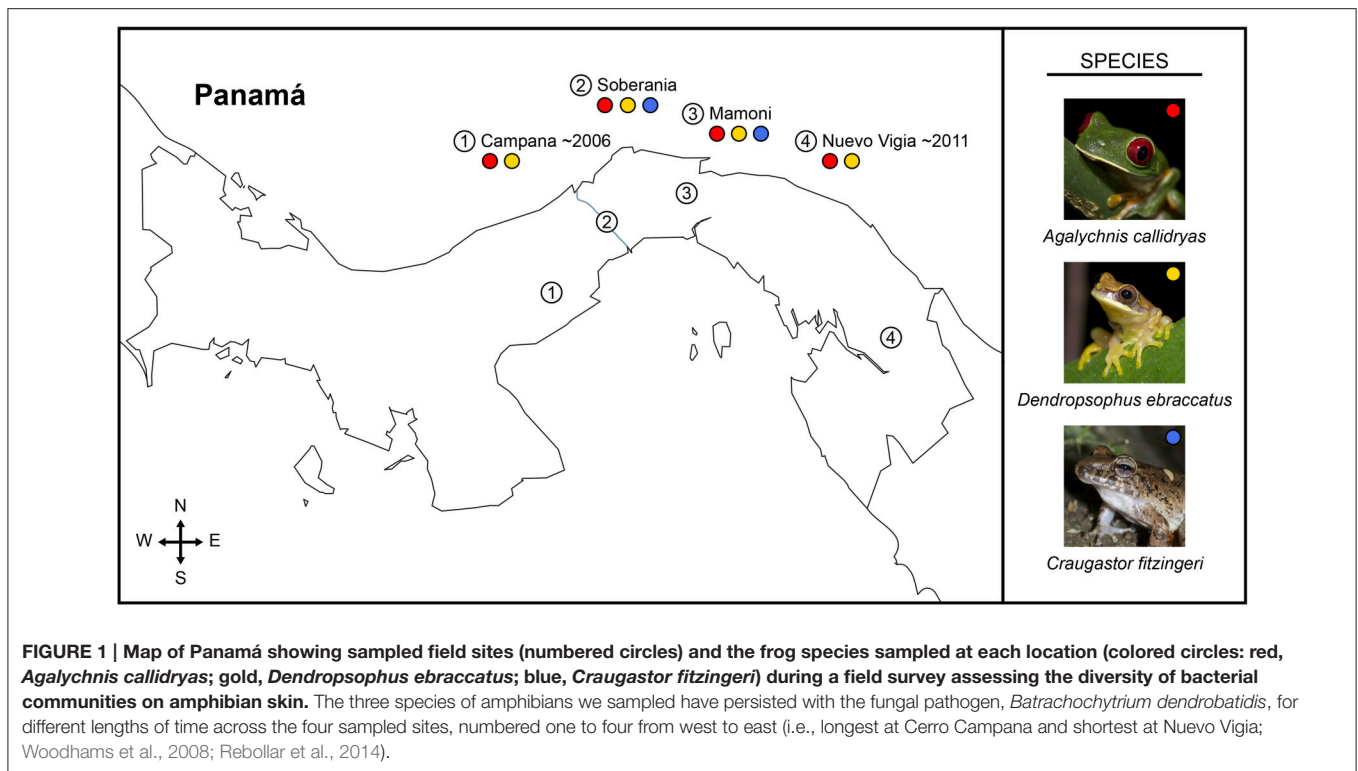 Panamá
② Soberania
③ Mamoni
① Campana ~2006
④ Nuevo Vigia ~2011
③
②
①
④
N
W E
S
SPECIES
Agalychnis callidryas
Dendropsophus ebraccatus
Craugastor fitzingeri
FIGURE 1 | Map of Panamá showing sampled field sites (numbered circles) and the frog species sampled at each location (colored circles: red,
Agalychnis callidryas; gold, Dendropsophus ebraccatus; blue, Craugastor fitzingeri) during a field survey assessing the diversity of bacterial
communities on amphibian skin. The three species of amphibians we sampled have persisted with the fungal pathogen, Batrachochytrium dendrobatidis, for
different lengths of time across the four sampled sites, numbered one to four from west to east (i.e., longest at Cerro Campana and shortest at Nuevo Vigia;
Woodhams et al., 2008; Rebollar et al., 2014).